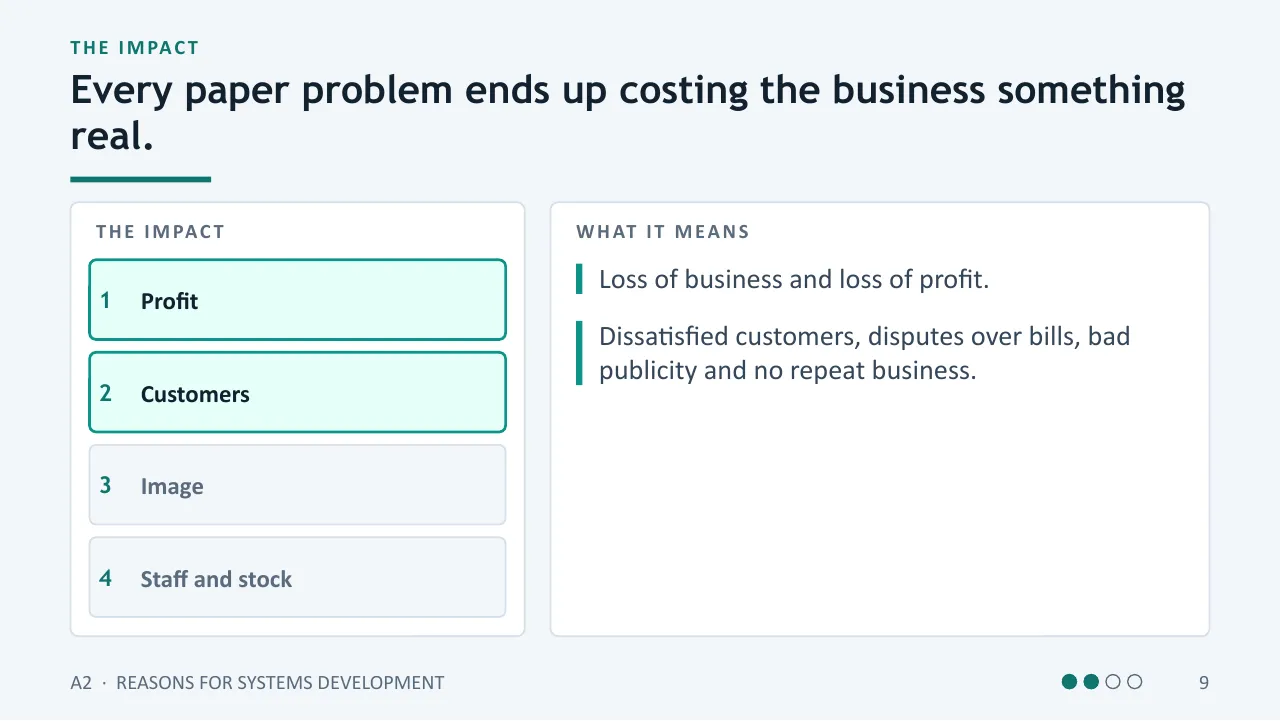 THE IMPACT
Every paper problem ends up costing the business something
real.
THE IMPACT
1 Profit
2 Customers
3 Image
4 Staff and stock
WHAT IT MEANS
Loss of business and loss of profit.
Dissatisfied customers, disputes over bills, bad
publicity and no repeat business.
A2 · REASONS FOR SYSTEMS DEVELOPMENT
9